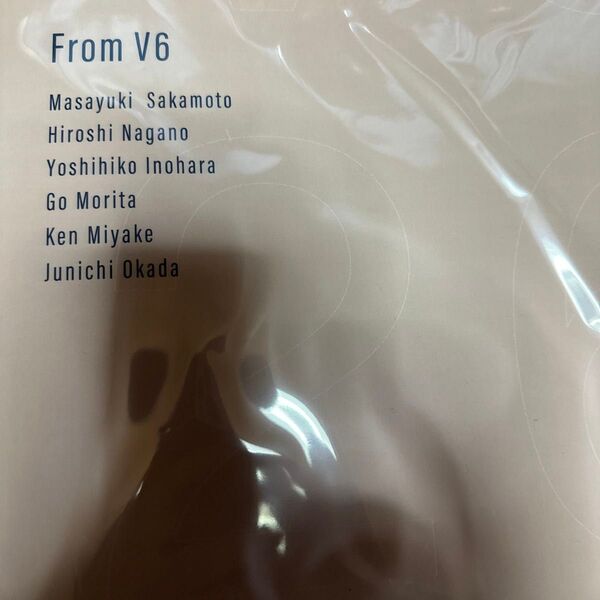 From V6
Masayuki Sakamoto
Hiroshi Nagano
Yoshihiko Inohara
Go Morita
Ken Miyake
Junichi Okada